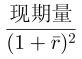 现期量
(1 + r̄)²